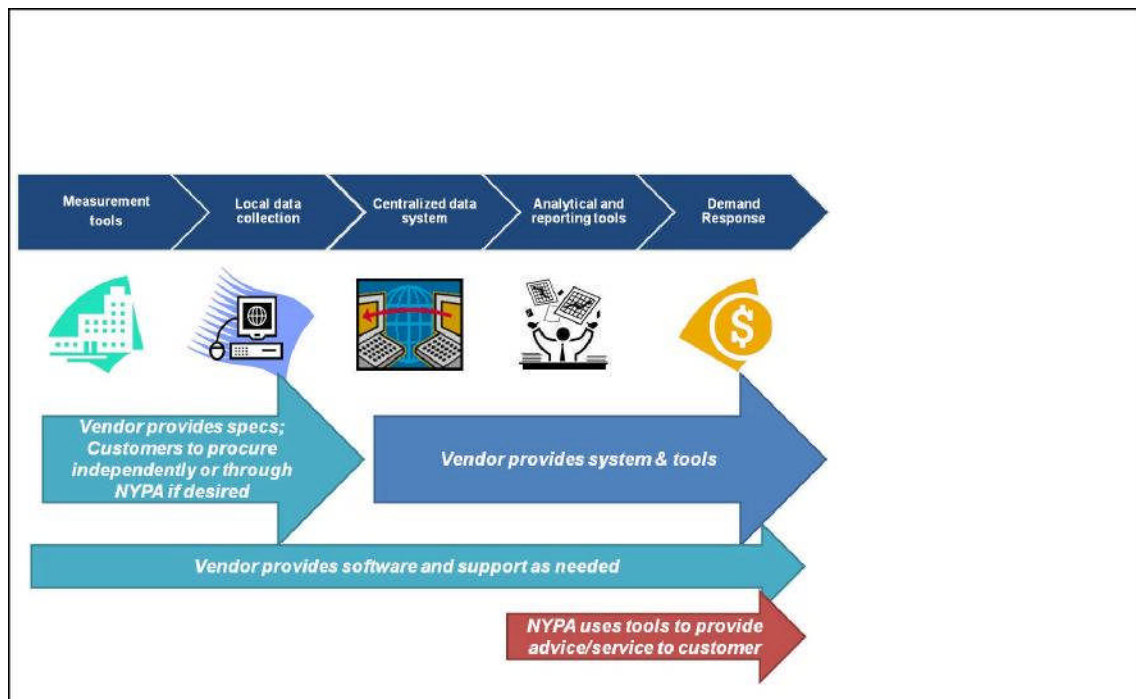 Measurement
tools
Local data
collection
Centralized data
system
Analytical and
reporting tools
Demand
Response
$
Vendor provides specs;
Customers to procure
independently or through
NYPA if desired
Vendor provides system & tools
Vendor provides software and support as needed
NYPA uses tools to provide
advice/service to customer